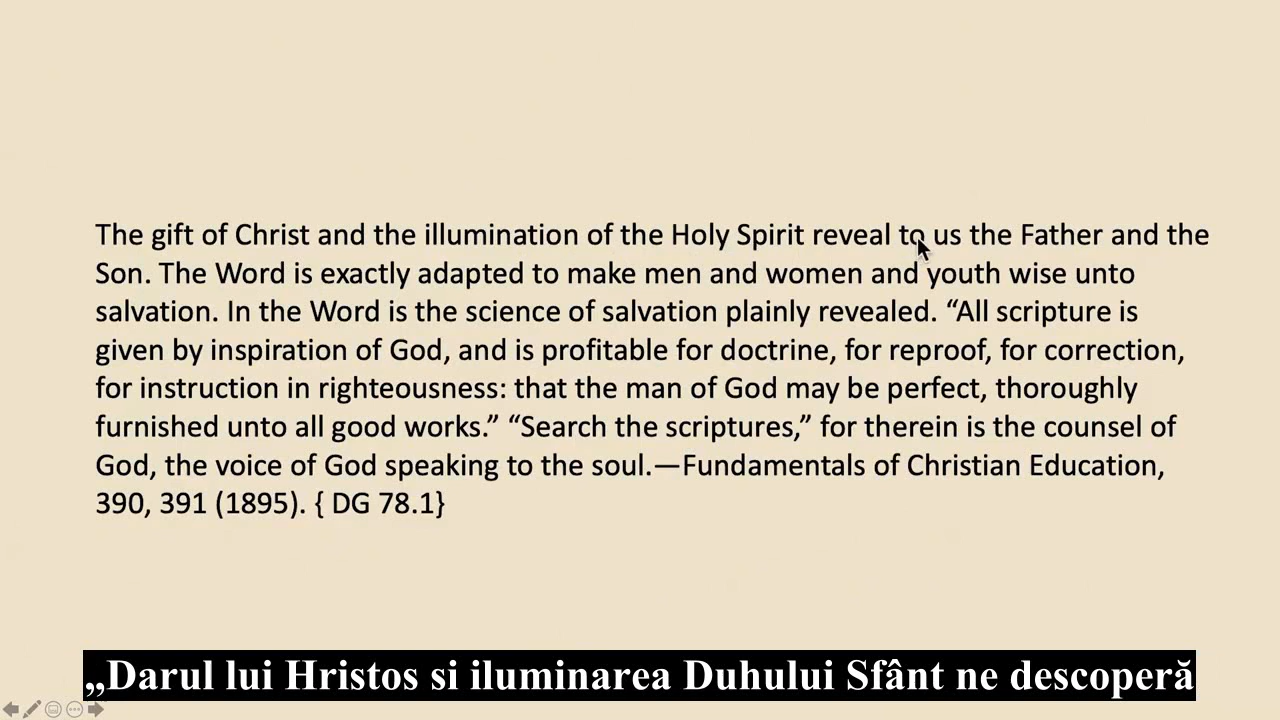 The gift of Christ and the illumination of the Holy Spirit reveal to us the Father and the
Son. The Word is exactly adapted to make men and women and youth wise unto
salvation. In the Word is the science of salvation plainly revealed. “All scripture is
given by inspiration of God, and is profitable for doctrine, for reproof, for correction,
for instruction in righteousness: that the man of God may be perfect, thoroughly
furnished unto all good works.” “Search the scriptures,” for therein is the counsel of
God, the voice of God speaking to the soul.—Fundamentals of Christian Education,
390, 391 (1895). { DG 78.1}
„Darul lui Hristos si iluminarea Duhului Sfânt ne descoperă